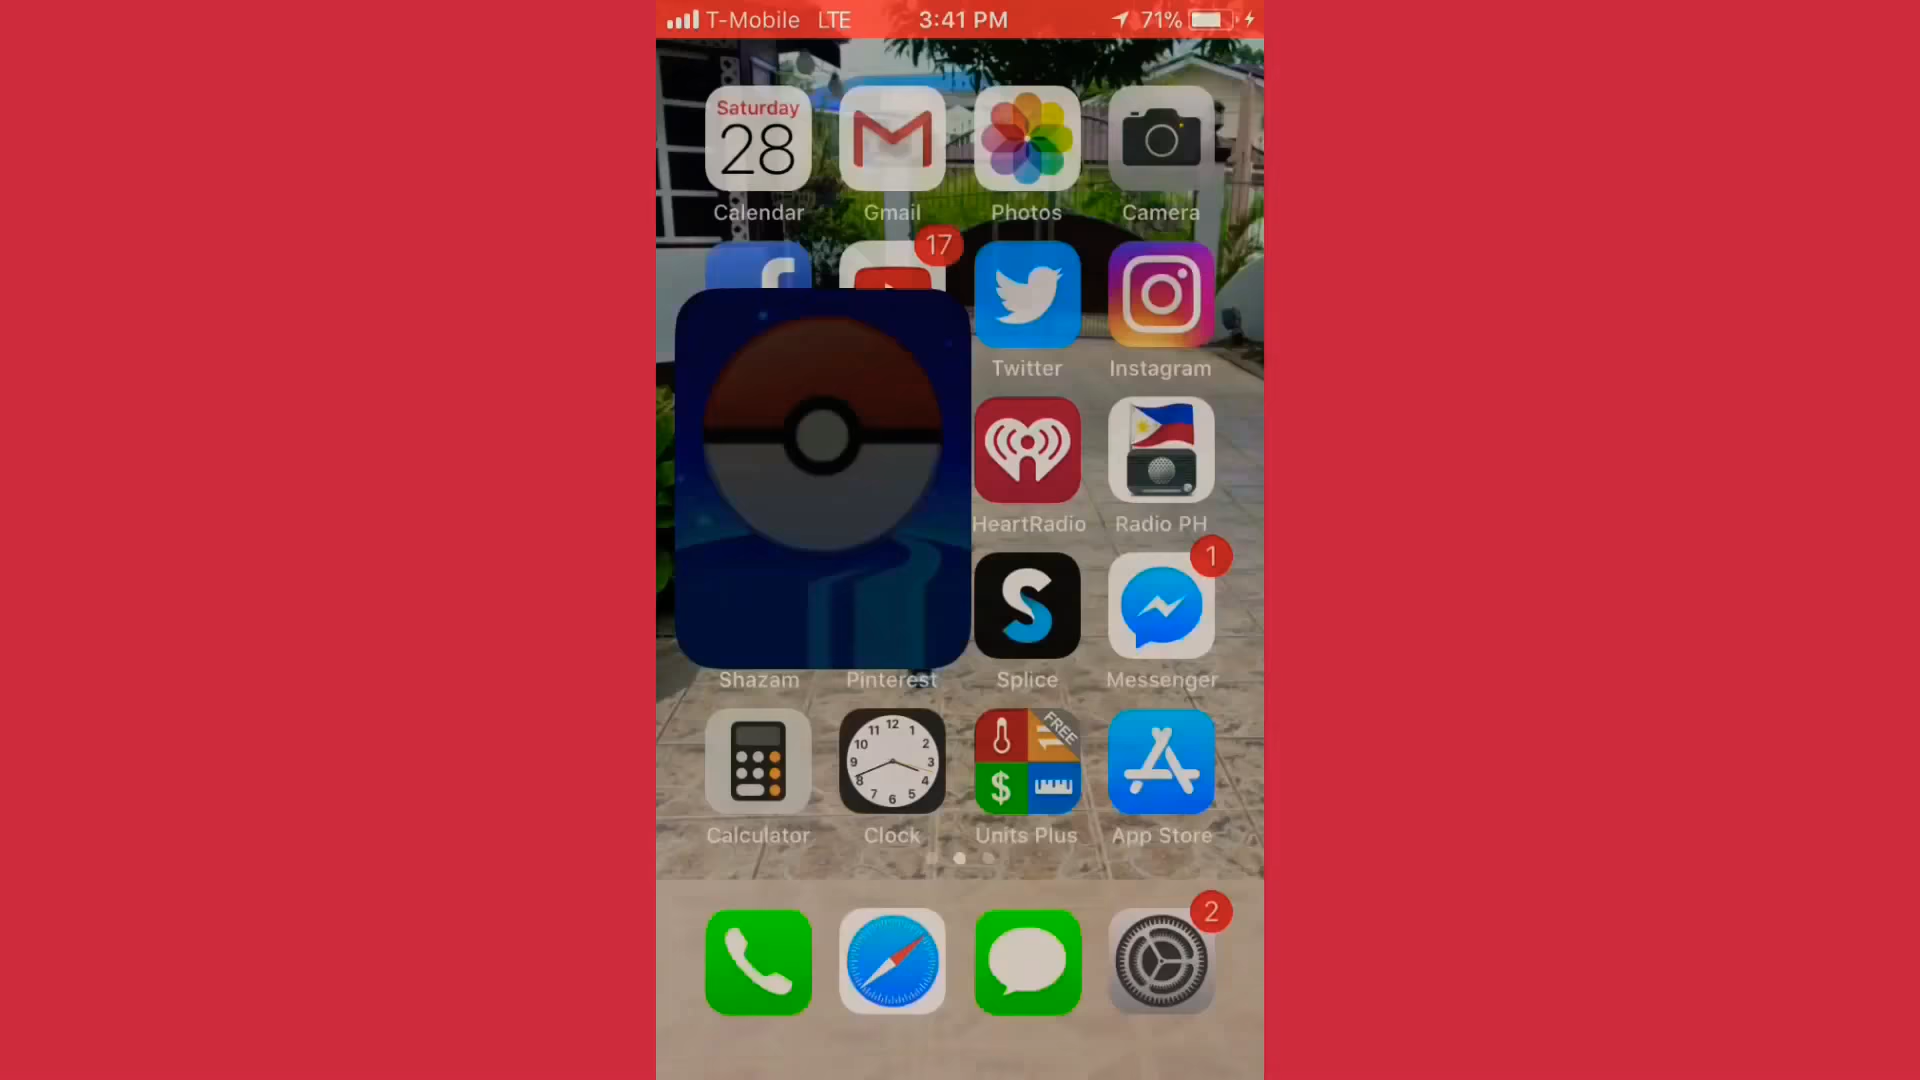 T-Mobile LTE 3:41 PM 71%
Saturday
28
Calendar Gmail Photos Camera
17
Twitter Instagram
HeartRadio Radio PH
1
Shazam Pinterest Splice Messenger
FREE
12 1 2 3 4 5 6 7 8 9 10 11
$
Calculator Clock Units Plus App Store
2